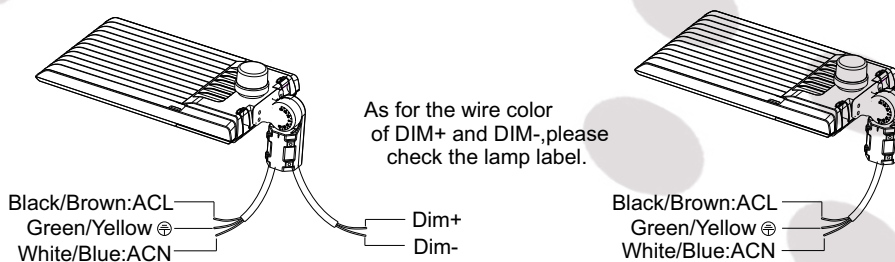 As for the wire color
of DIM+ and DIM-,please
check the lamp label.
Black/Brown:ACL
Green/Yellow ⏚
White/Blue:ACN
Dim+
Dim-
Black/Brown:ACL
Green/Yellow ⏚
White/Blue:ACN